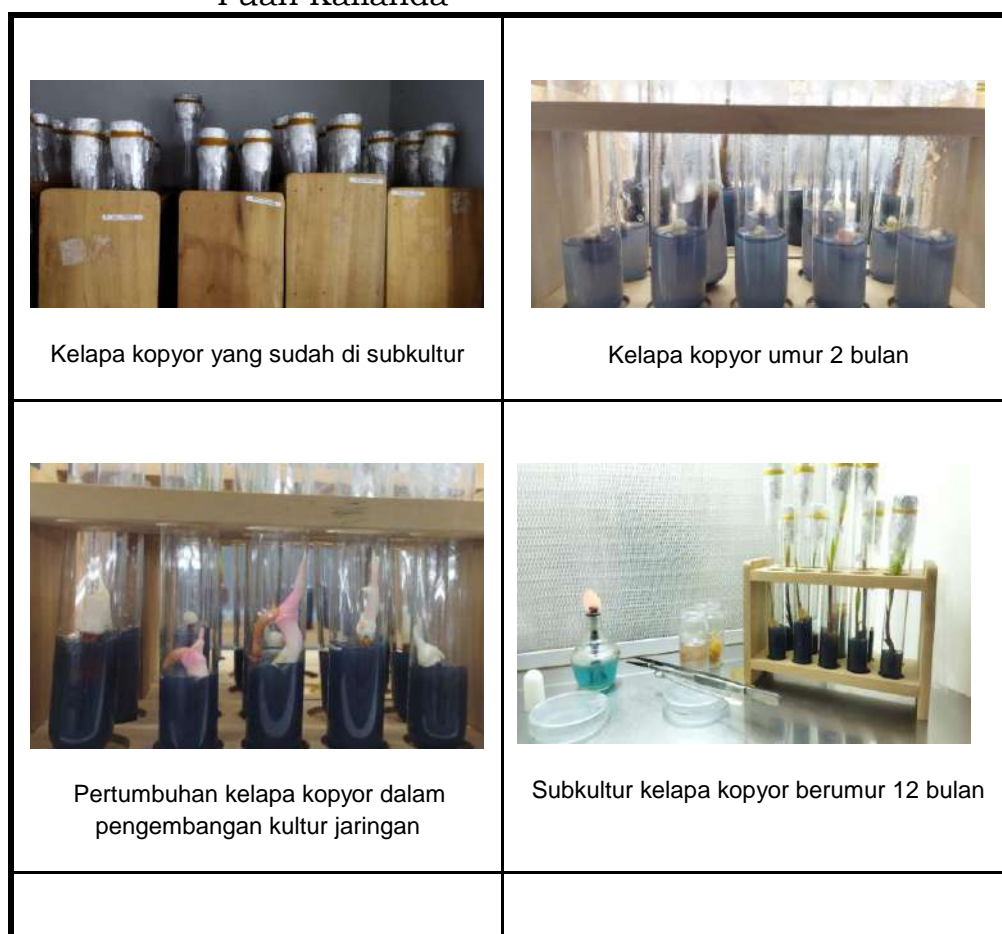 Kelapa kopyor yang sudah di subkultur
Kelapa kopyor umur 2 bulan
Pertumbuhan kelapa kopyor dalam
pengembangan kultur jaringan
Subkultur kelapa kopyor berumur 12 bulan